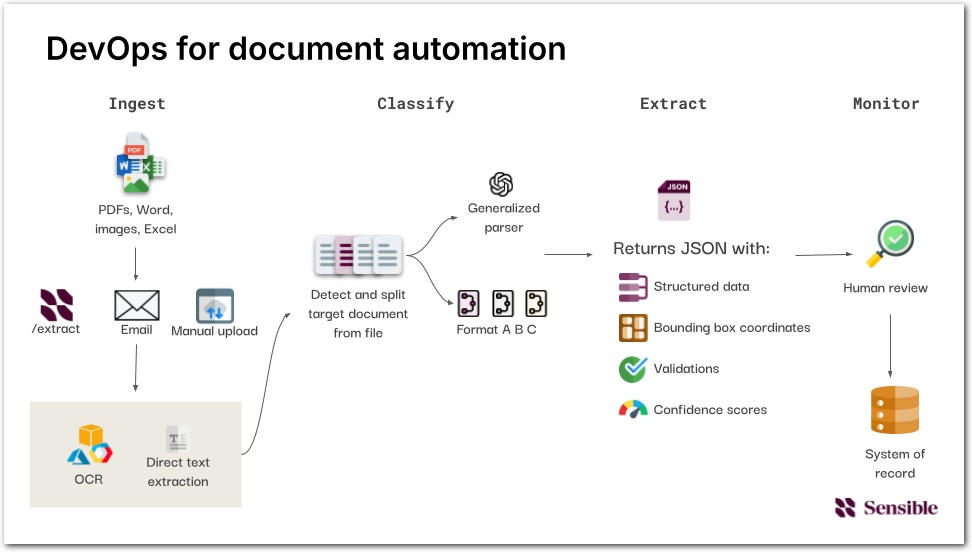 DevOps for document automation
Ingest
Classify
Extract
Monitor
PDF
W
X
PDFs, Word,
images, Excel
/extract
Email
Manual upload
OCR
T
Direct text
extraction
Detect and split
target document
from file
Generalized
parser
Format A B C
JSON
{...}
Returns JSON with:
Structured data
Bounding box coordinates
Validations
Confidence scores
Human review
System of
record
Sensible